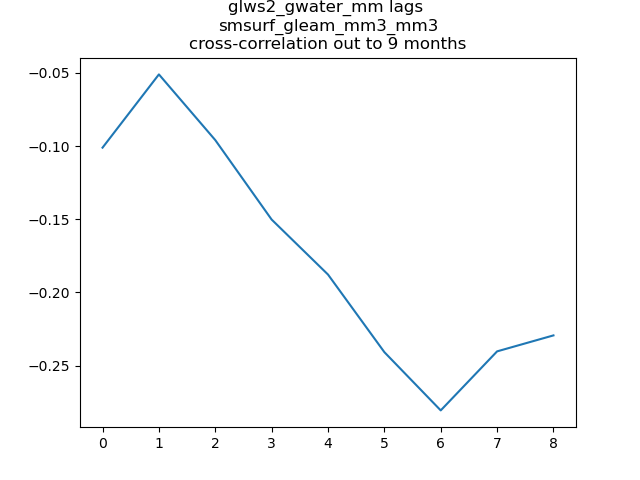 glws2_gwater_mm lags
smsurf_gleam_mm3_mm3
cross-correlation out to 9 months
−0.05
−0.10
−0.15
−0.20
−0.25
0 1 2 3 4 5 6 7 8